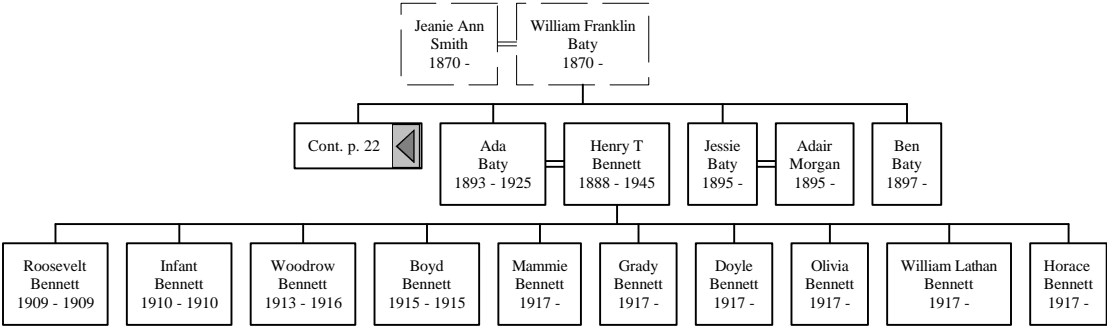 Jeanie Ann
Smith
1870 -
William Franklin
Baty
1870 -
Cont. p. 22
Ada
Baty
1893 - 1925
Henry T
Bennett
1888 - 1945
Jessie
Baty
1895 -
Adair
Morgan
1895 -
Ben
Baty
1897 -
Roosevelt
Bennett
1909 - 1909
Infant
Bennett
1910 - 1910
Woodrow
Bennett
1913 - 1916
Boyd
Bennett
1915 - 1915
Mammie
Bennett
1917 -
Grady
Bennett
1917 -
Doyle
Bennett
1917 -
Olivia
Bennett
1917 -
William Lathan
Bennett
1917 -
Horace
Bennett
1917 -